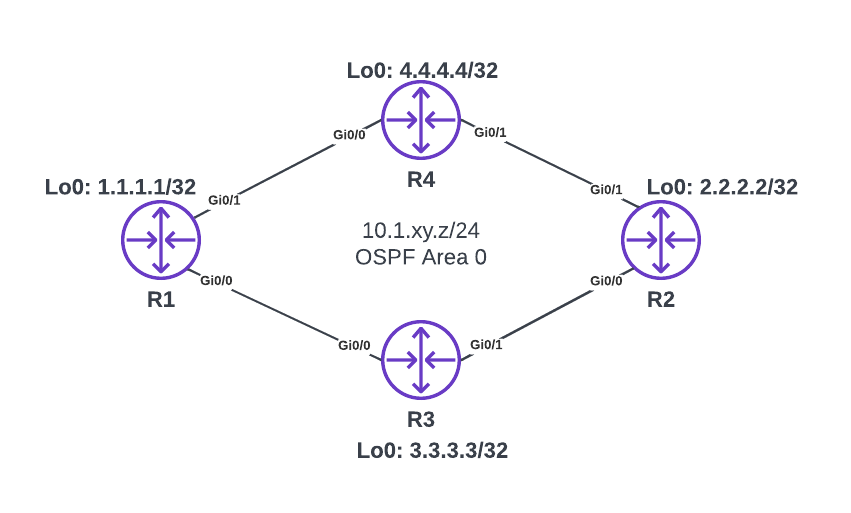 Lo0: 4.4.4.4/32
Gi0/0
Gi0/1
R4
Lo0: 1.1.1.1/32
Gi0/1
Gi0/1
Lo0: 2.2.2.2/32
10.1.xy.z/24
OSPF Area 0
Gi0/0
R1
Gi0/0
R2
Gi0/0
Gi0/1
R3
Lo0: 3.3.3.3/32